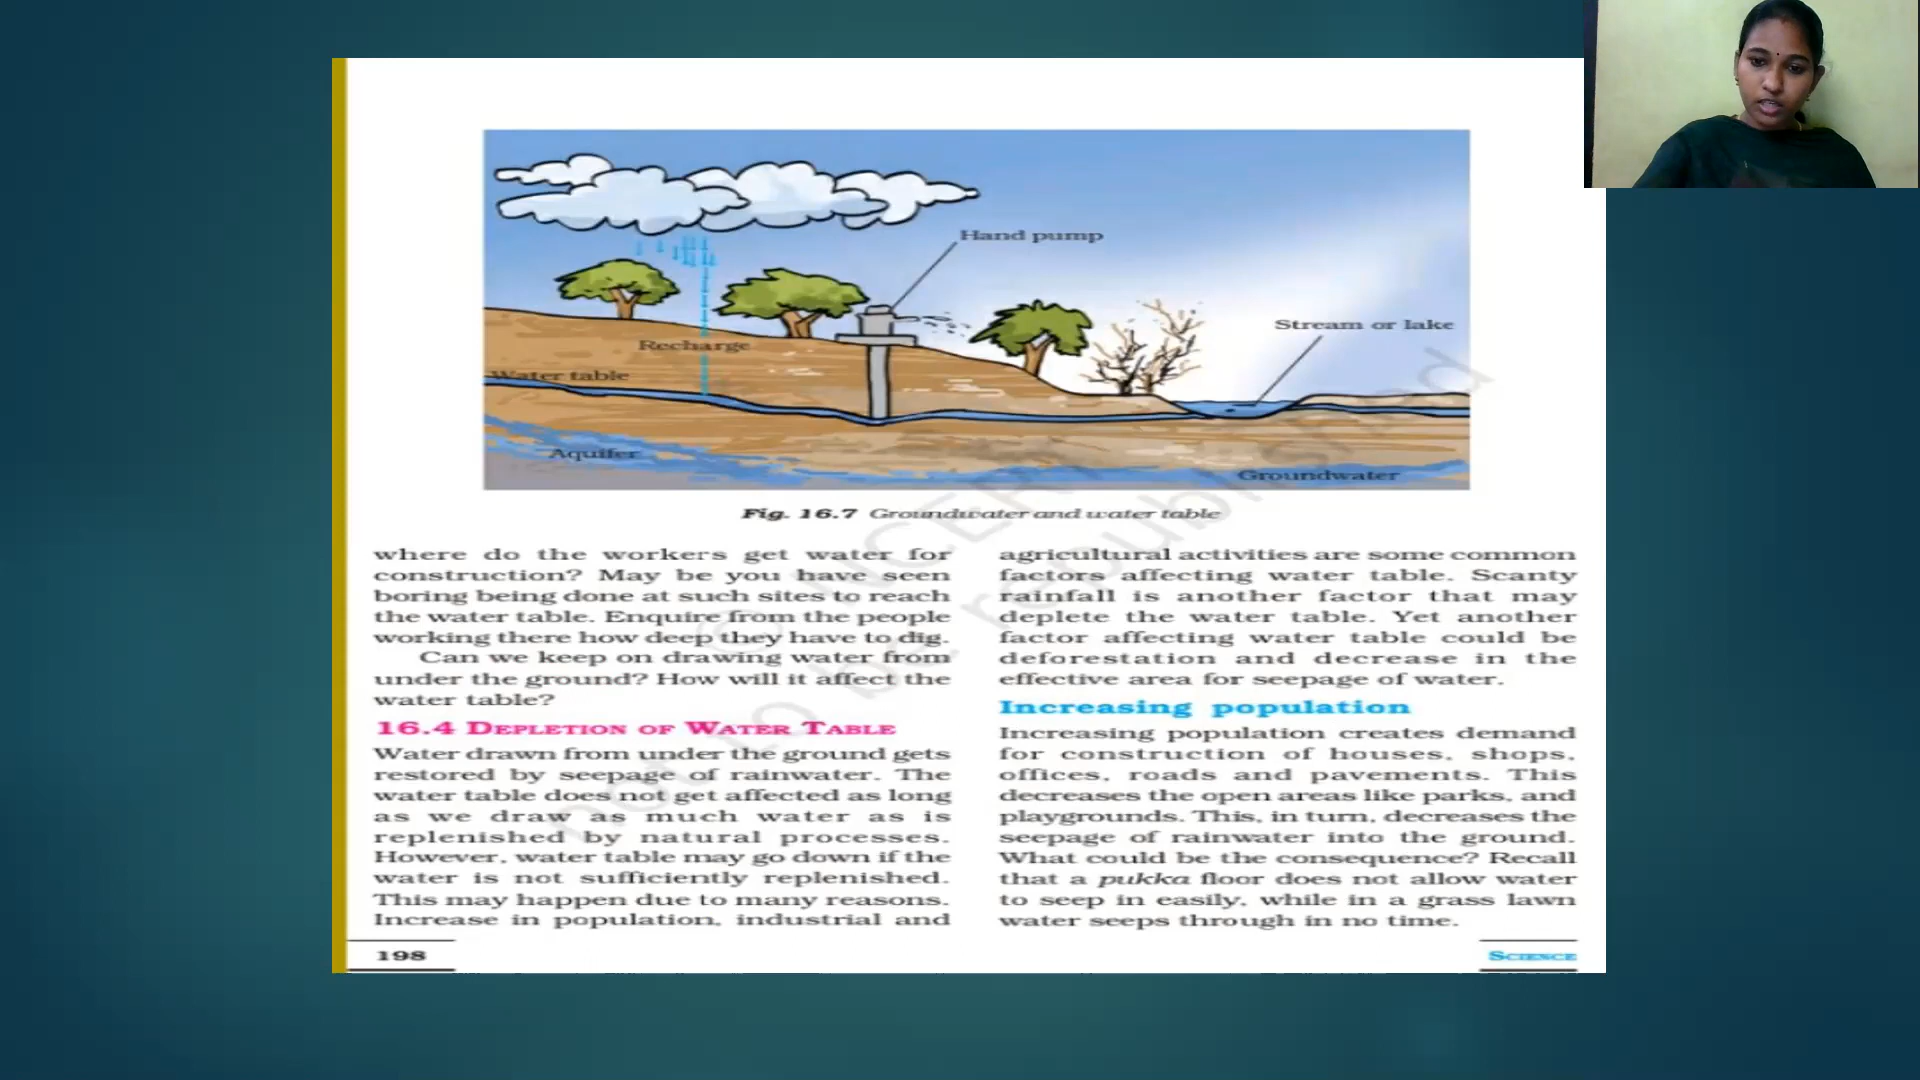 Hand pump
Stream or lake
Recharge
Water table
Aquifer
Groundwater
Fig. 16.7 Groundwater and water table
where do the workers get water for
construction? May be you have seen
boring being done at such sites to reach
the water table. Enquire from the people
working there how deep they have to dig.
Can we keep on drawing water from
under the ground? How will it affect the
water table?
16.4 DEPLETION OF WATER TABLE
Water drawn from under the ground gets
restored by seepage of rainwater. The
water table does not get affected as long
as we draw as much water as is
replenished by natural processes.
However, water table may go down if the
water is not sufficiently replenished.
This may happen due to many reasons.
Increase in population, industrial and
agricultural activities are some common
factors affecting water table. Scanty
rainfall is another factor that may
deplete the water table. Yet another
factor affecting water table could be
deforestation and decrease in the
effective area for seepage of water.
Increasing population
Increasing population creates demand
for construction of houses, shops,
offices, roads and pavements. This
decreases the open areas like parks, and
playgrounds. This, in turn, decreases the
seepage of rainwater into the ground.
What could be the consequence? Recall
that a pukka floor does not allow water
to seep in easily, while in a grass lawn
water seeps through in no time.
198
SCIENCE
© NCERT
not to be republished